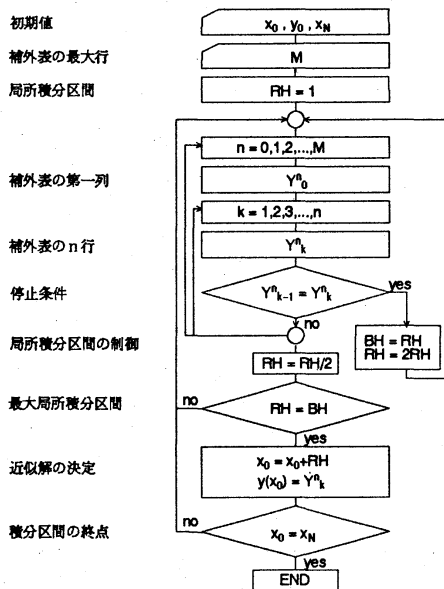 初期値
x₀ , y₀ , x_N
補外表の最大行
M
局所積分区間
RH = 1
n = 0,1,2,...,M
補外表の第一列
Yⁿ₀
k = 1,2,3,...,n
補外表のn行
Yⁿₖ
停止条件
Yⁿₖ₋₁ = Yⁿₖ
yes
no
BH = RH
RH = 2RH
局所積分区間の制御
RH = RH/2
最大局所積分区間
no
RH = BH
yes
近似解の決定
x₀ = x₀+RH
y(x₀) = Yⁿₖ
積分区間の終点
no
x₀ = x_N
yes
END